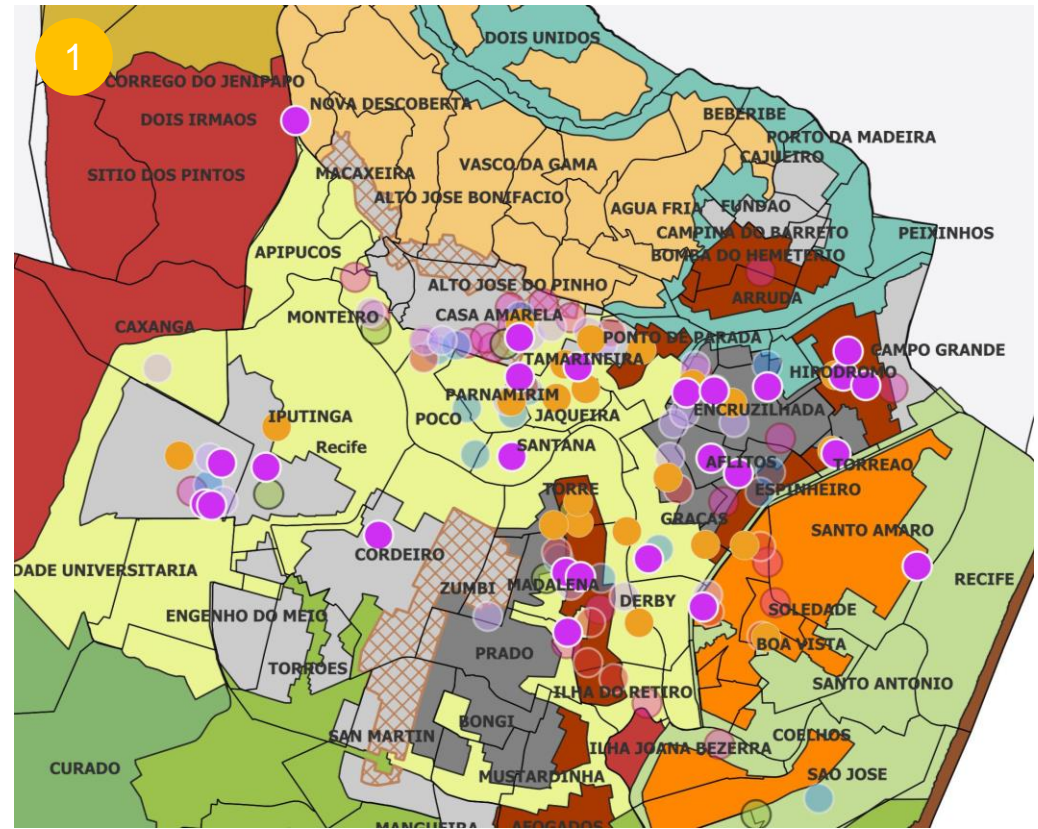 1
DOIS UNIDOS
CORREGO DO JENIPAPO
NOVA DESCOBERTA
BEBERIBE
DOIS IRMAOS
PORTO DA MADEIRA
CAJUEIRO
VASCO DA GAMA
SITIO DOS PINTOS
MACAXEIRA
ALTO JOSE BONIFACIO
AGUA FRIA
FUNDAO
CAMPINA DO BARRETO
PEIXINHOS
APIPUCOS
BOMBA DO HEMETERIO
ALTO JOSE DO PINHO
ARRUDA
MONTEIRO
CASA AMARELA
CAXANGA
PONTO DE PARADA
CAMPO GRANDE
TAMARINEIRA
HIPODROMO
PARNAMIRIM
IPUTINGA
POCO
JAQUEIRA
ENCRUZILHADA
Recife
SANTANA
AFLITOS
TORREAO
TORRE
ESPINHEIRO
GRAÇAS
SANTO AMARO
CORDEIRO
DADE UNIVERSITARIA
RECIFE
ZUMBI
MADALENA
DERBY
SOLEDADE
ENGENHO DO MEIO
BOA VISTA
PRADO
TORRÕES
SANTO ANTONIO
ILHA DO RETIRO
BONGI
SAN MARTIN
COELHOS
ILHA JOANA BEZERRA
CURADO
MUSTARDINHA
SAO JOSE
MANGUEIRA
AFOGADOS